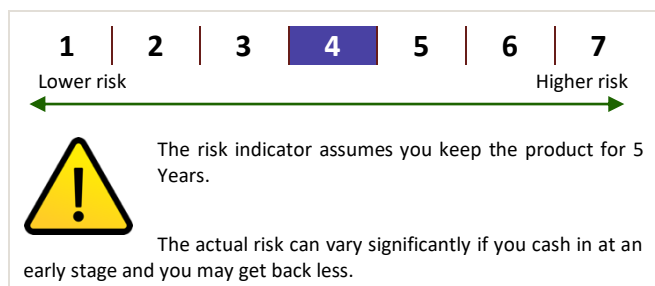 1 2 3 4 5 6 7
Lower risk Higher risk
The risk indicator assumes you keep the product for 5
Years.
The actual risk can vary significantly if you cash in at an
early stage and you may get back less.